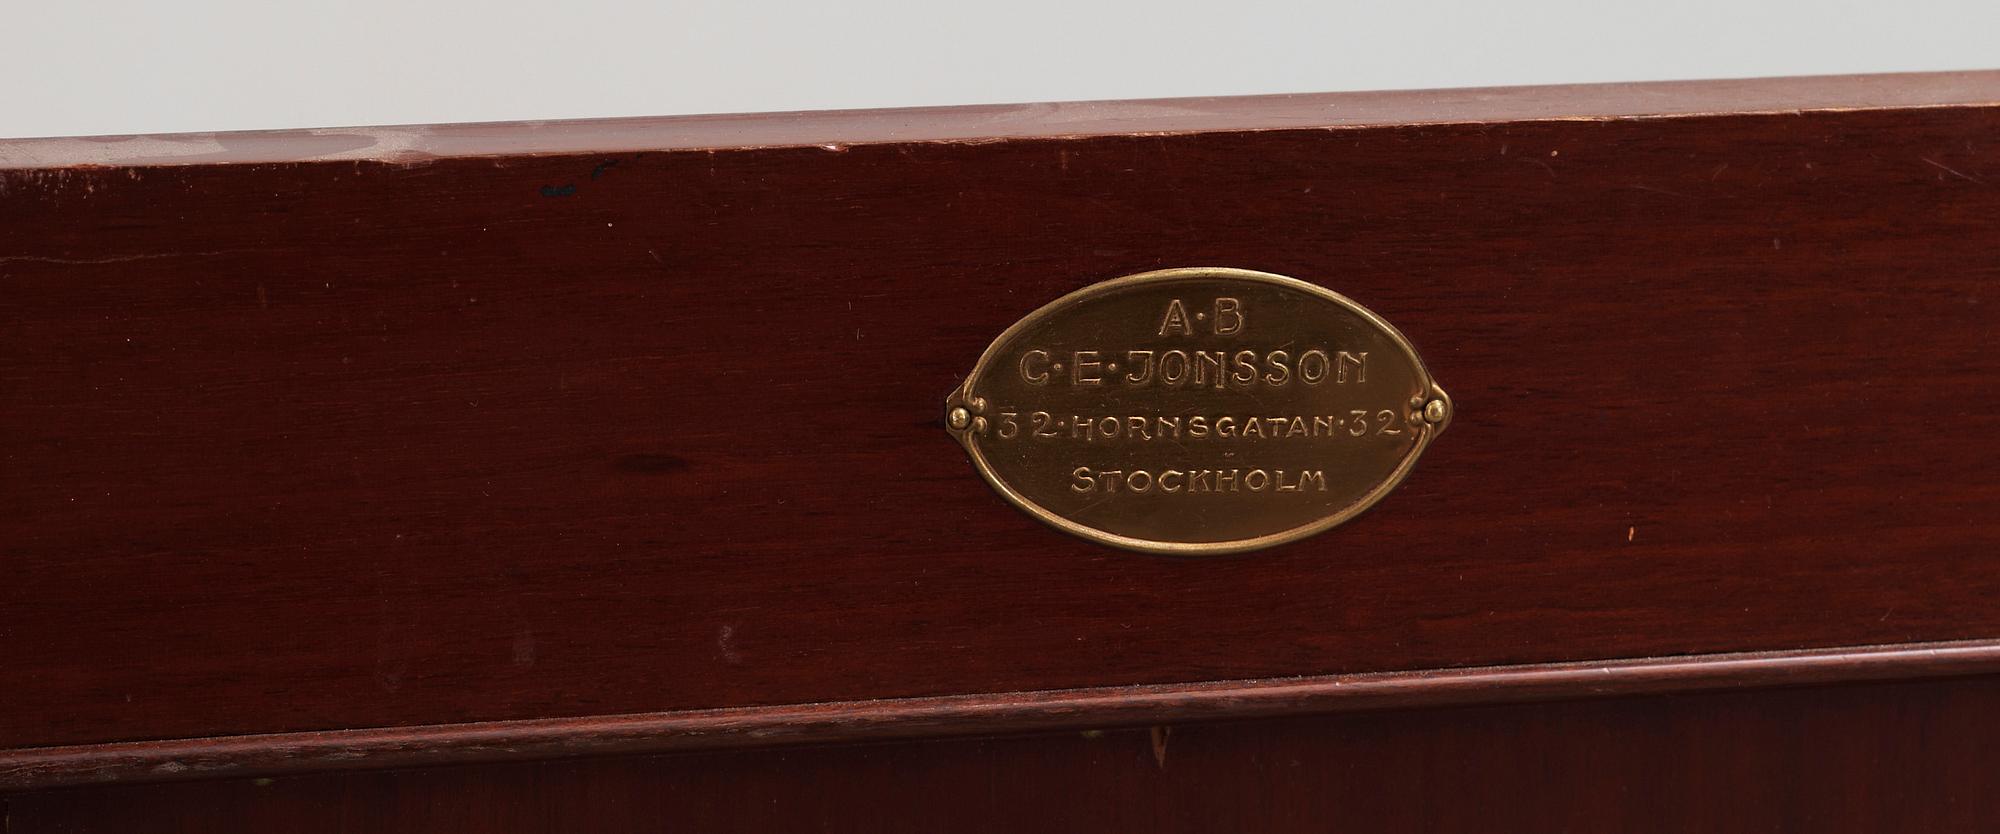 A·B
C·E·JONSSON
32·HORNSGATAN·32
STOCKHOLM